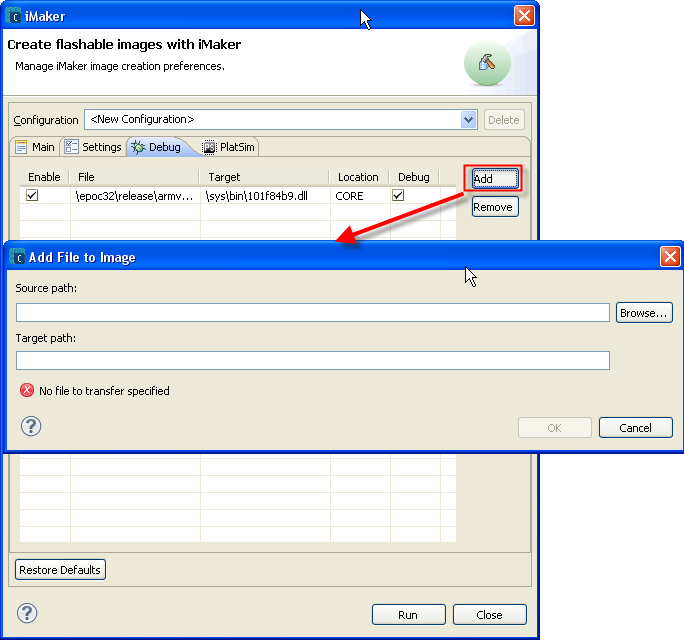 iMaker
Create flashable images with iMaker
Manage iMaker image creation preferences.
Configuration <New Configuration> Delete
Main Settings Debug PlatSim
Enable File Target Location Debug
\epoc32\release\armv... \sys\bin\101f84b9.dll CORE
Add
Remove
Add File to Image
Source path:
Browse...
Target path:
No file to transfer specified
OK Cancel
Restore Defaults
Run Close